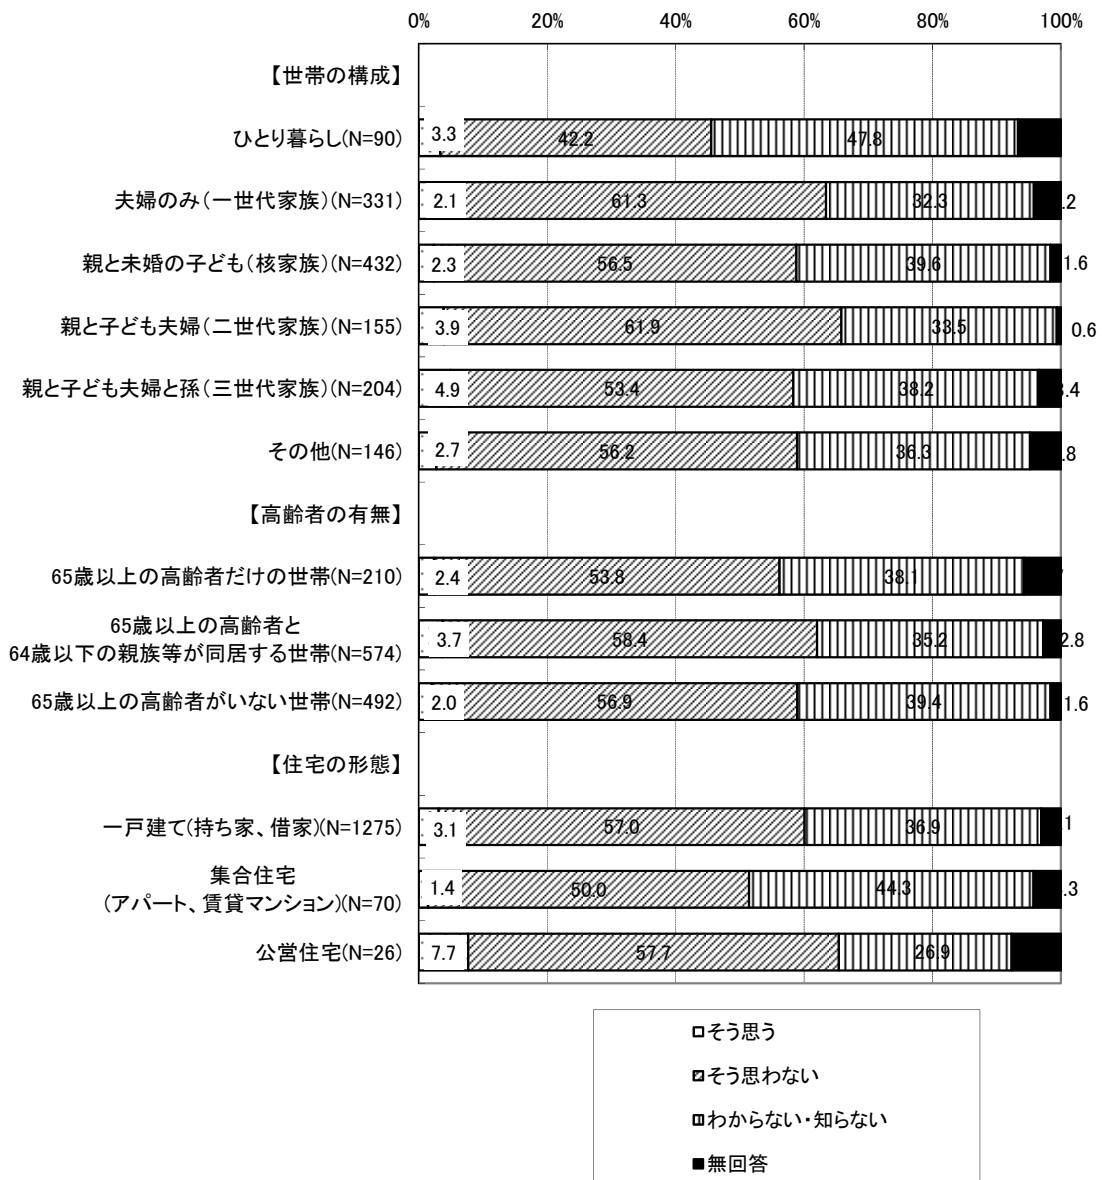 0% 20% 40% 60% 80% 100%
【世帯の構成】
ひとり暮らし(N=90) 3.3 42.2 47.8
夫婦のみ(一世代家族)(N=331) 2.1 61.3 32.3 .2
親と未婚の子ども(核家族)(N=432) 2.3 56.5 39.6 1.6
親と子ども夫婦(二世代家族)(N=155) 3.9 61.9 33.5 0.6
親と子ども夫婦と孫(三世代家族)(N=204) 4.9 53.4 38.2 3.4
その他(N=146) 2.7 56.2 36.3 .8
【高齢者の有無】
65歳以上の高齢者だけの世帯(N=210) 2.4 53.8 38.1
65歳以上の高齢者と
64歳以下の親族等が同居する世帯(N=574) 3.7 58.4 35.2 2.8
65歳以上の高齢者がいない世帯(N=492) 2.0 56.9 39.4 1.6
【住宅の形態】
一戸建て(持ち家、借家)(N=1275) 3.1 57.0 36.9 .1
集合住宅
(アパート、賃貸マンション)(N=70) 1.4 50.0 44.3 .3
公営住宅(N=26) 7.7 57.7 26.9
そう思う
そう思わない
わからない・知らない
無回答